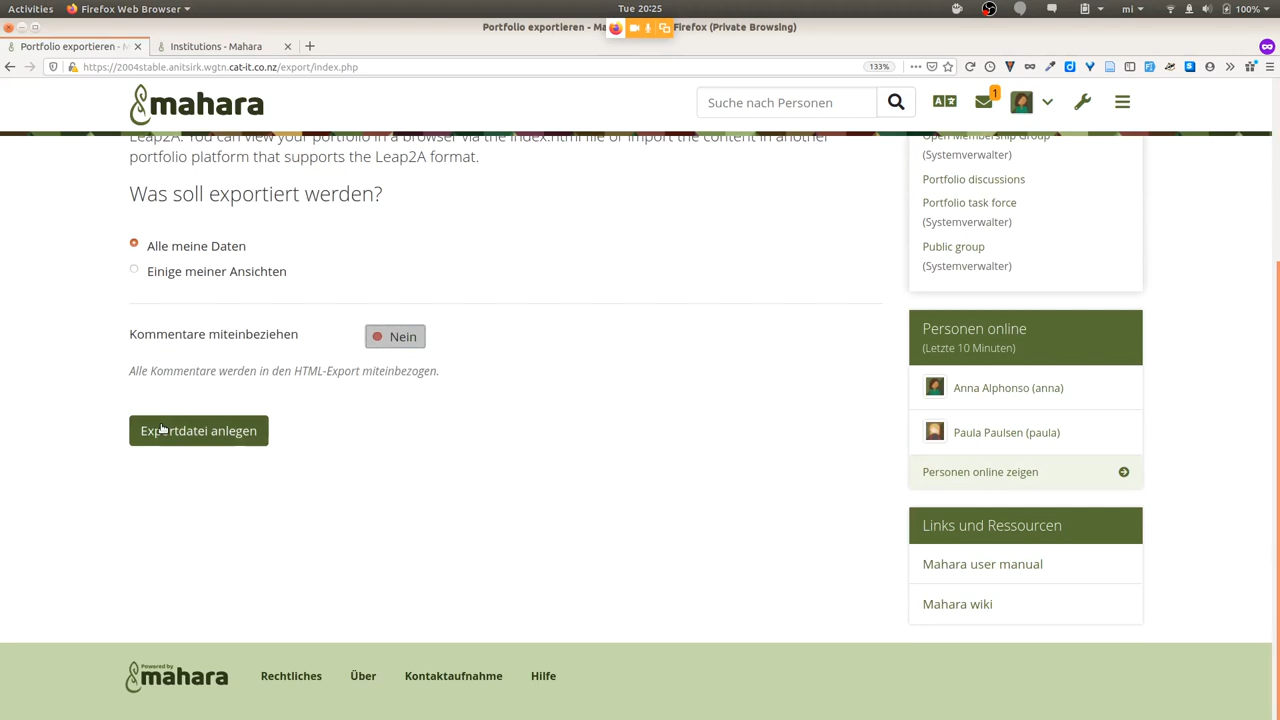 Activities
Firefox Web Browser
Tue 20:25
mi
100%
Portfolio exportieren - Ma
Firefox (Private Browsing)
Portfolio exportieren - M
Institutions - Mahara
https://2004stable.anitsirk.wgtn.cat-it.co.nz/export/index.php
133%
mahara
Suche nach Personen
1
Leap2A. You can view your portfolio in a browser via the index.html file or import the content in another
portfolio platform that supports the Leap2A format.
Was soll exportiert werden?
Alle meine Daten
Einige meiner Ansichten
Kommentare miteinbeziehen
Nein
Alle Kommentare werden in den HTML-Export miteinbezogen.
Exportdatei anlegen
Open Membership Group
(Systemverwalter)
Portfolio discussions
Portfolio task force
(Systemverwalter)
Public group
(Systemverwalter)
Personen online
(Letzte 10 Minuten)
Anna Alphonso (anna)
Paula Paulsen (paula)
Personen online zeigen
Links und Ressourcen
Mahara user manual
Mahara wiki
Powered by
mahara
Rechtliches
Über
Kontaktaufnahme
Hilfe